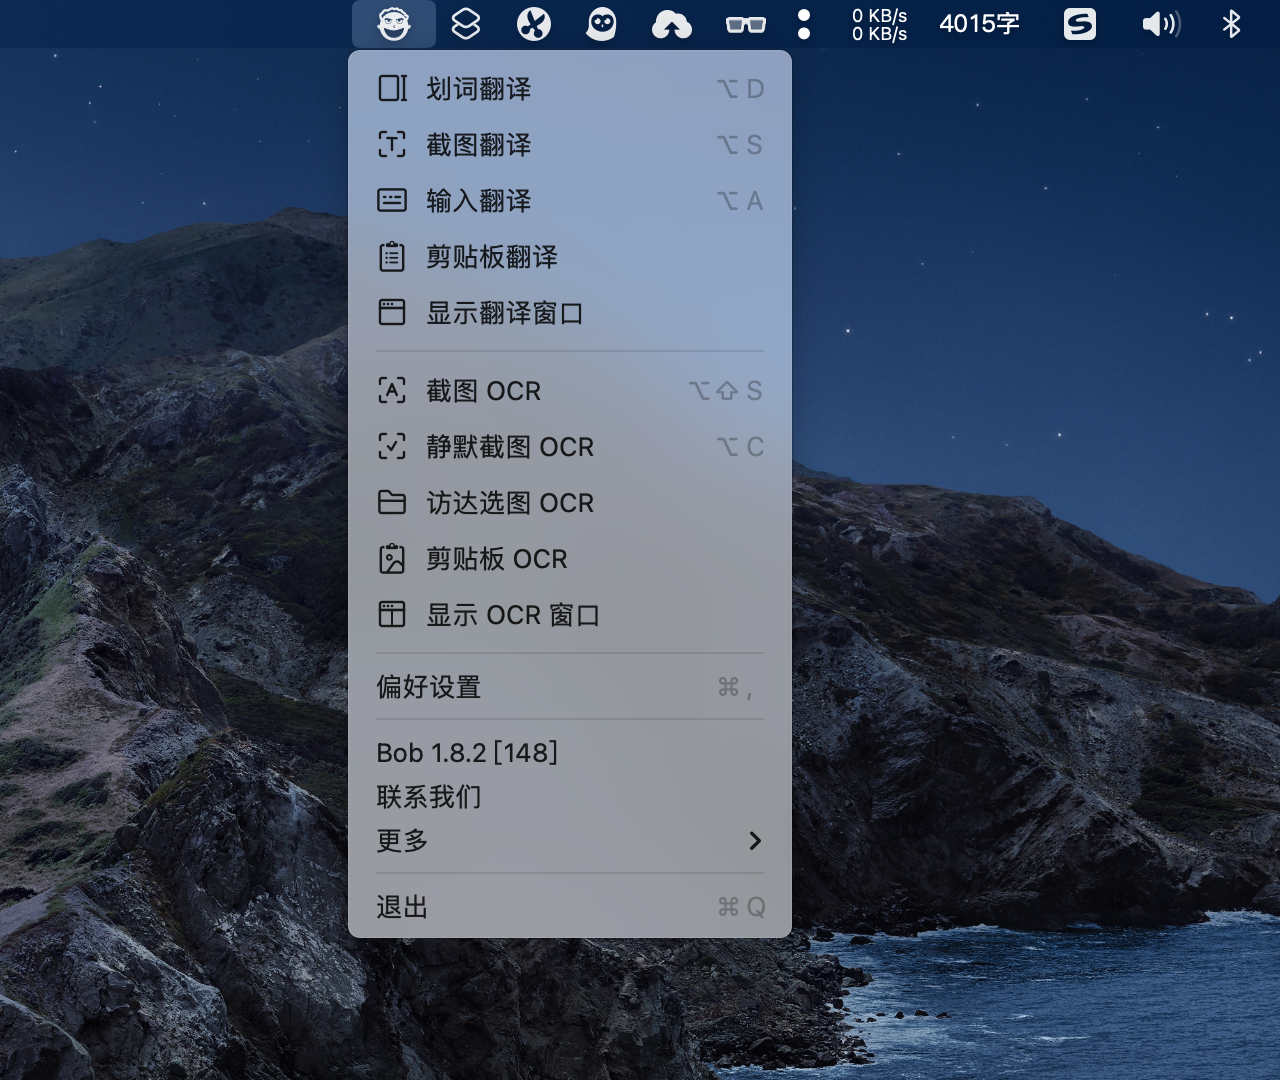 0 KB/s
0 KB/s
4015字
划词翻译 ⌥ D
截图翻译 ⌥ S
输入翻译 ⌥ A
剪贴板翻译
显示翻译窗口
截图 OCR ⌥⇧ S
静默截图 OCR ⌥ C
访达选图 OCR
剪贴板 OCR
显示 OCR 窗口
偏好设置 ⌘ ,
Bob 1.8.2 [148]
联系我们
更多
退出 ⌘ Q